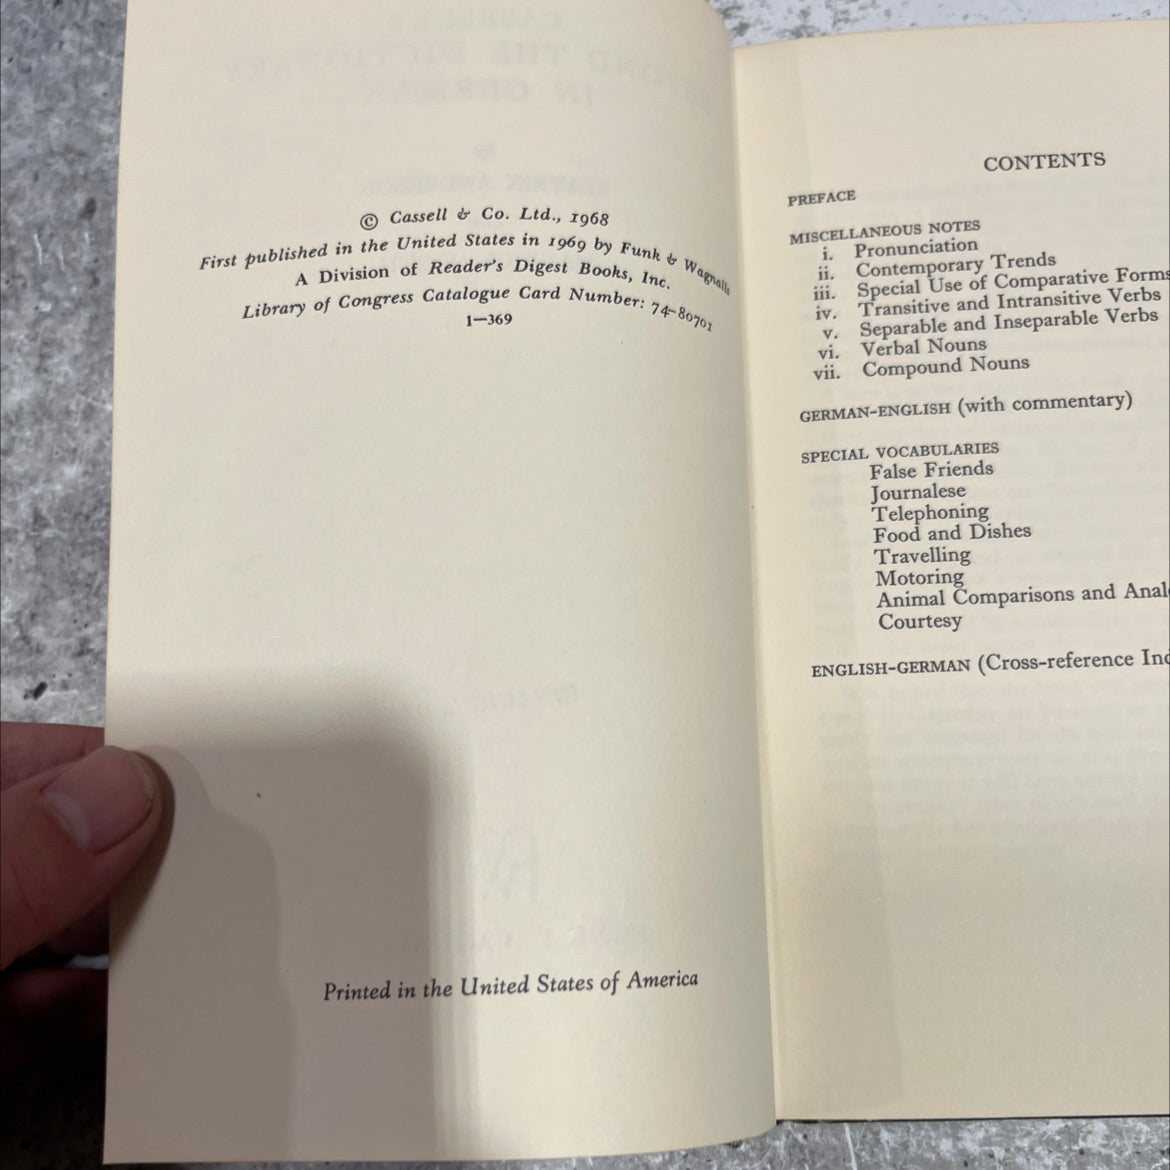 © Cassell & Co. Ltd., 1968
First published in the United States in 1969 by Funk & Wagnalls
A Division of Reader's Digest Books, Inc.
Library of Congress Catalogue Card Number: 74-80701
1—369
Printed in the United States of America
CONTENTS
PREFACE
MISCELLANEOUS NOTES
i. Pronunciation
ii. Contemporary Trends
iii. Special Use of Comparative Forms
iv. Transitive and Intransitive Verbs
v. Separable and Inseparable Verbs
vi. Verbal Nouns
vii. Compound Nouns
GERMAN-ENGLISH (with commentary)
SPECIAL VOCABULARIES
False Friends
Journalese
Telephoning
Food and Dishes
Travelling
Motoring
Animal Comparisons and
Courtesy
ENGLISH-GERMAN (Cross-reference